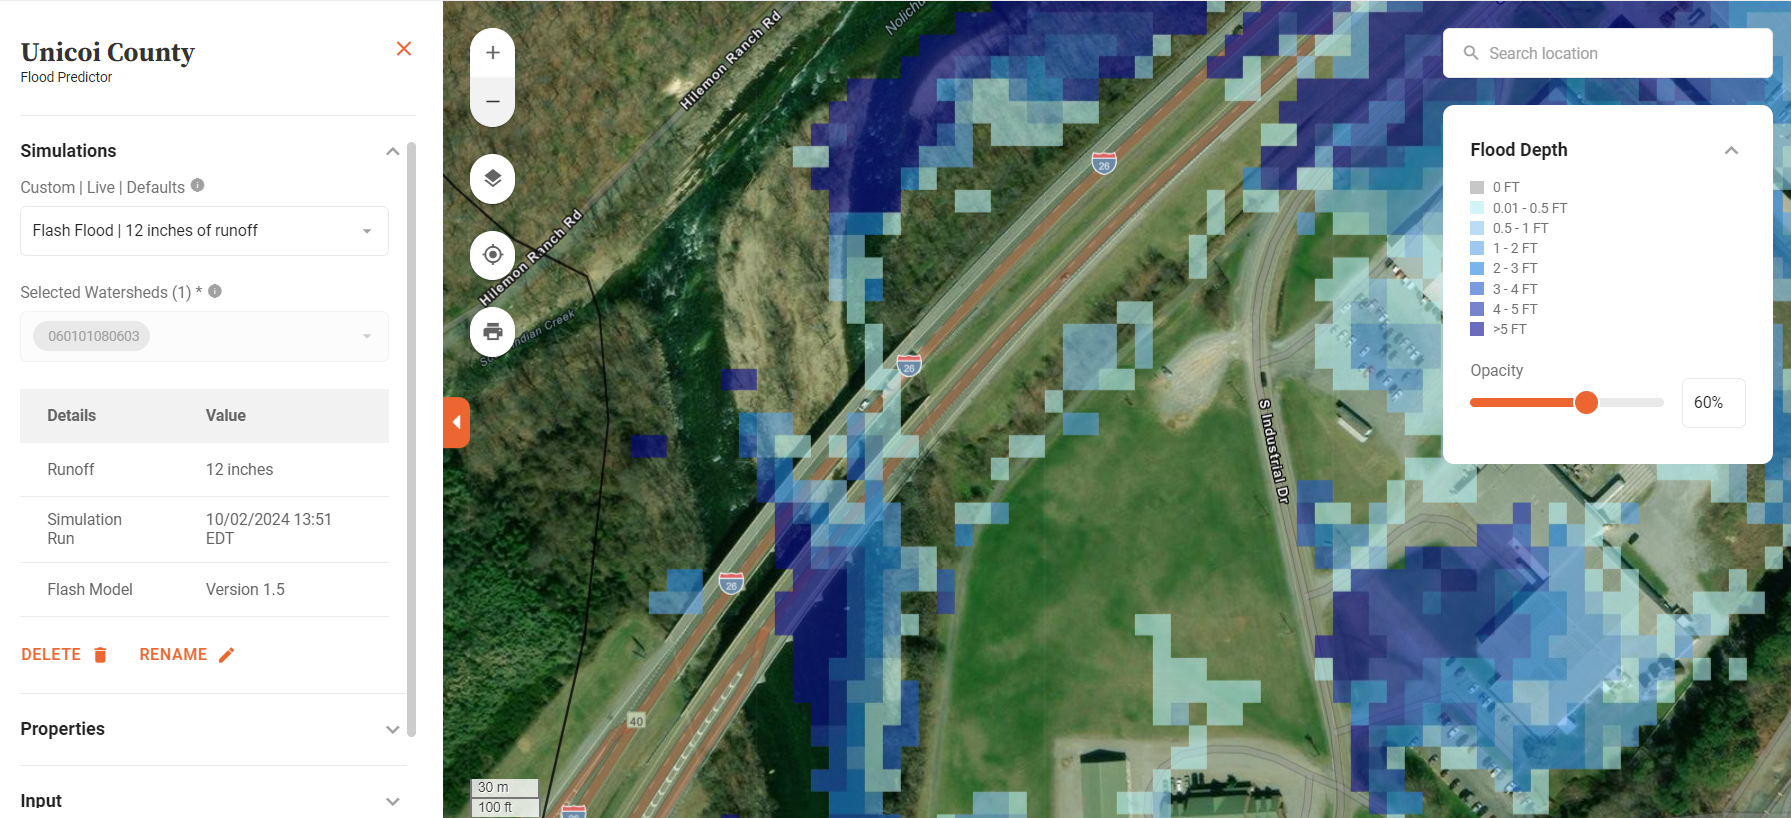 Unicoi County
Flood Predictor
Simulations
Custom | Live | Defaults
Flash Flood | 12 inches of runoff
Selected Watersheds (1) *
060101080603
Details Value
Runoff 12 inches
Simulation Run 10/02/2024 13:51 EDT
Flash Model Version 1.5
DELETE RENAME
Properties
Input
Hilemon Ranch Rd
Hilemon Ranch Rd
Indian Creek
26
26
26
26
40
S Industrial Dr
30 m
100 ft
Search location
Flood Depth
0 FT
0.01 - 0.5 FT
0.5 - 1 FT
1 - 2 FT
2 - 3 FT
3 - 4 FT
4 - 5 FT
>5 FT
Opacity
60%